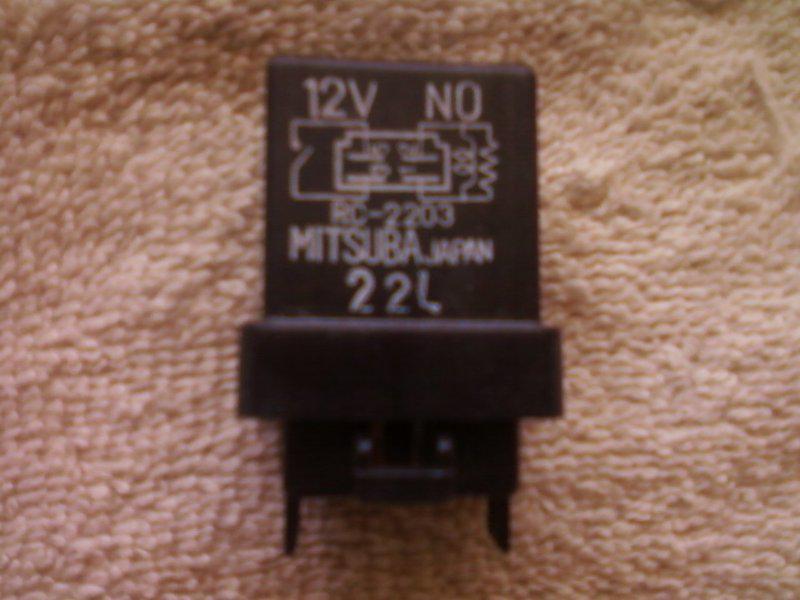 12V NO
RC-2203
MITSUBA JAPAN
22L